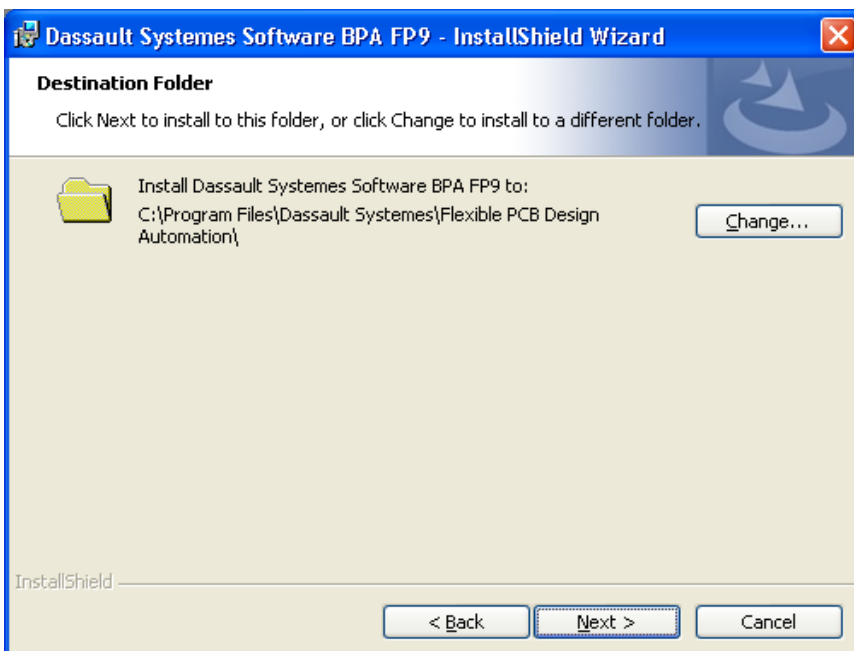 Dassault Systemes Software BPA FP9 - InstallShield Wizard
Destination Folder
Click Next to install to this folder, or click Change to install to a different folder.
Install Dassault Systemes Software BPA FP9 to:
C:\Program Files\Dassault Systemes\Flexible PCB Design
Automation\
Change...
InstallShield
< Back
Next >
Cancel